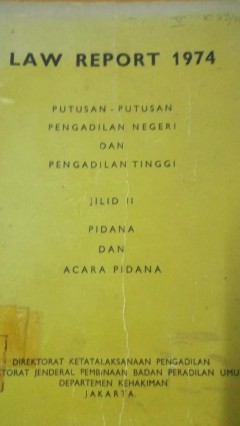 LAW REPORT 1974
PUTUSAN - PUTUSAN
PENGADILAN NEGERI
DAN
PENGADILAN TINGGI
JILID II
PIDANA
DAN
ACARA PIDANA
DIREKTORAT KETATALAKSANAAN PENGADILAN
TORAT JENDERAL PEMBINAAN BADAN PERADILAN UMU
DEPARTEMEN KEHAKIMAN
JAKARTA.